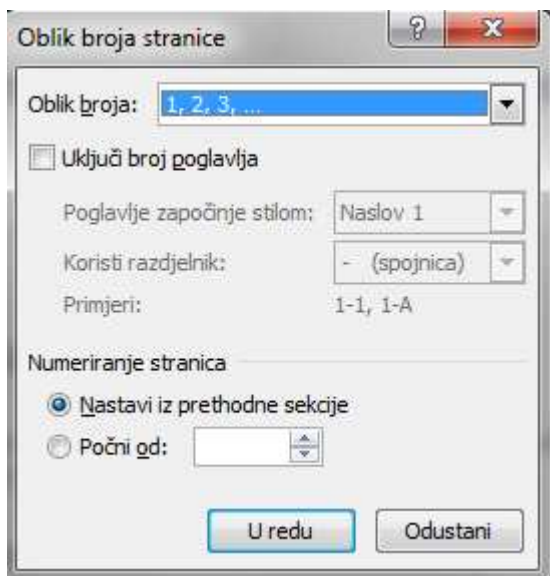 Oblik broja stranice
Oblik broja: 1, 2, 3, ...
Uključi broj poglavlja
Poglavlje započinje stilom: Naslov 1
Koristi razdjelnik: - (spojnica)
Primjeri: 1-1, 1-A
Numeriranje stranica
Nastavi iz prethodne sekcije
Počni od:
U redu Odustani